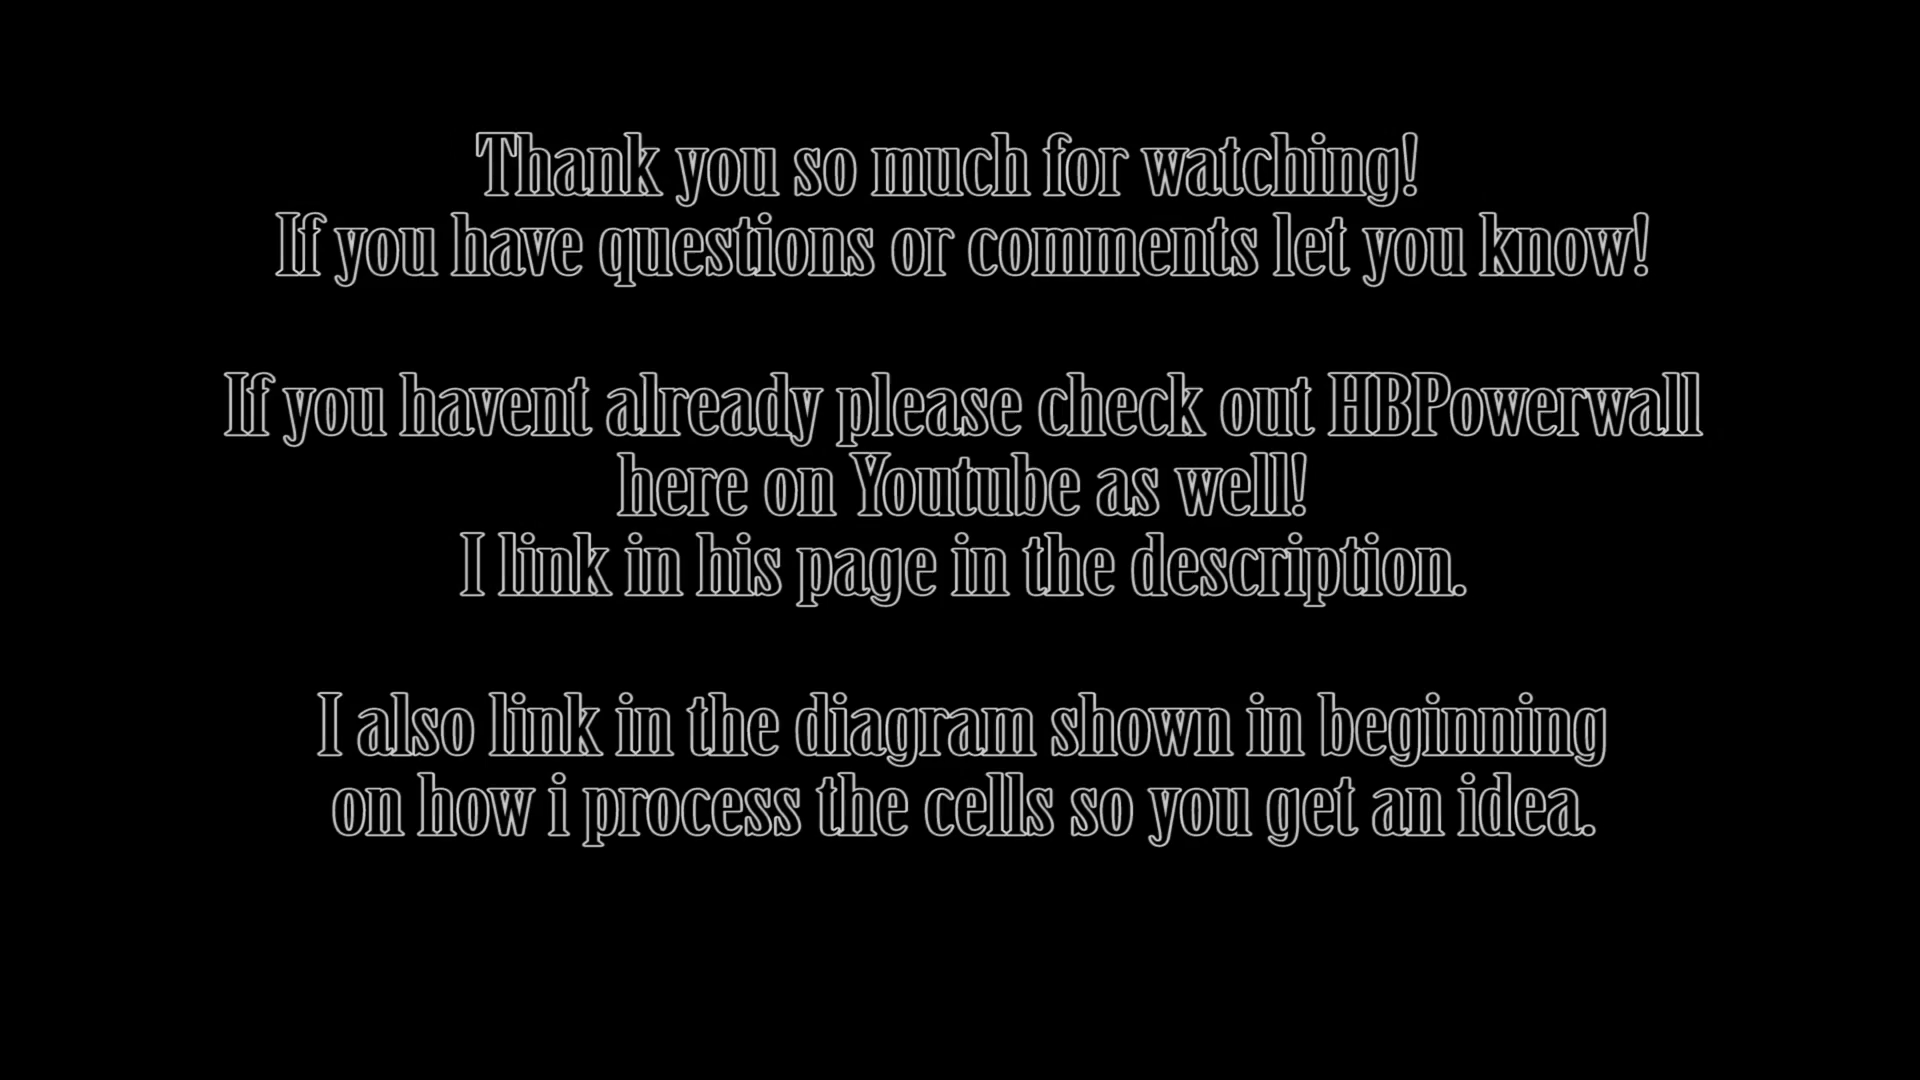 Thank you so much for watching!
If you have questions or comments let you know!
If you havent already please check out HBPowerwall
here on Youtube as well!
I link in his page in the description.
I also link in the diagram shown in beginning
on how i process the cells so you get an idea.